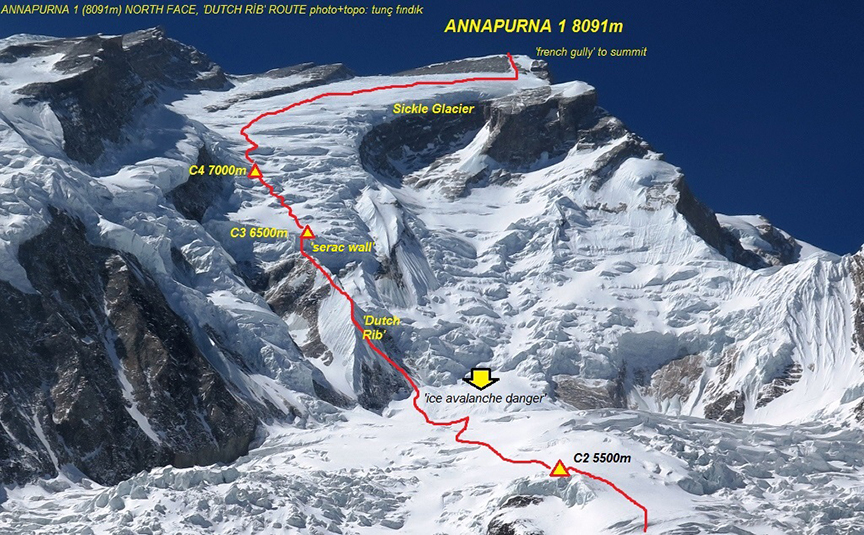 ANNAPURNA 1 (8091m) NORTH FACE, 'DUTCH RİB' ROUTE photo+topo: tunç fındık
ANNAPURNA 1 8091m
'french gully' to summit
Sickle Glacier
C4 7000m
C3 6500m
'serac wall'
'Dutch
Rib'
'ice avalanche danger'
C2 5500m